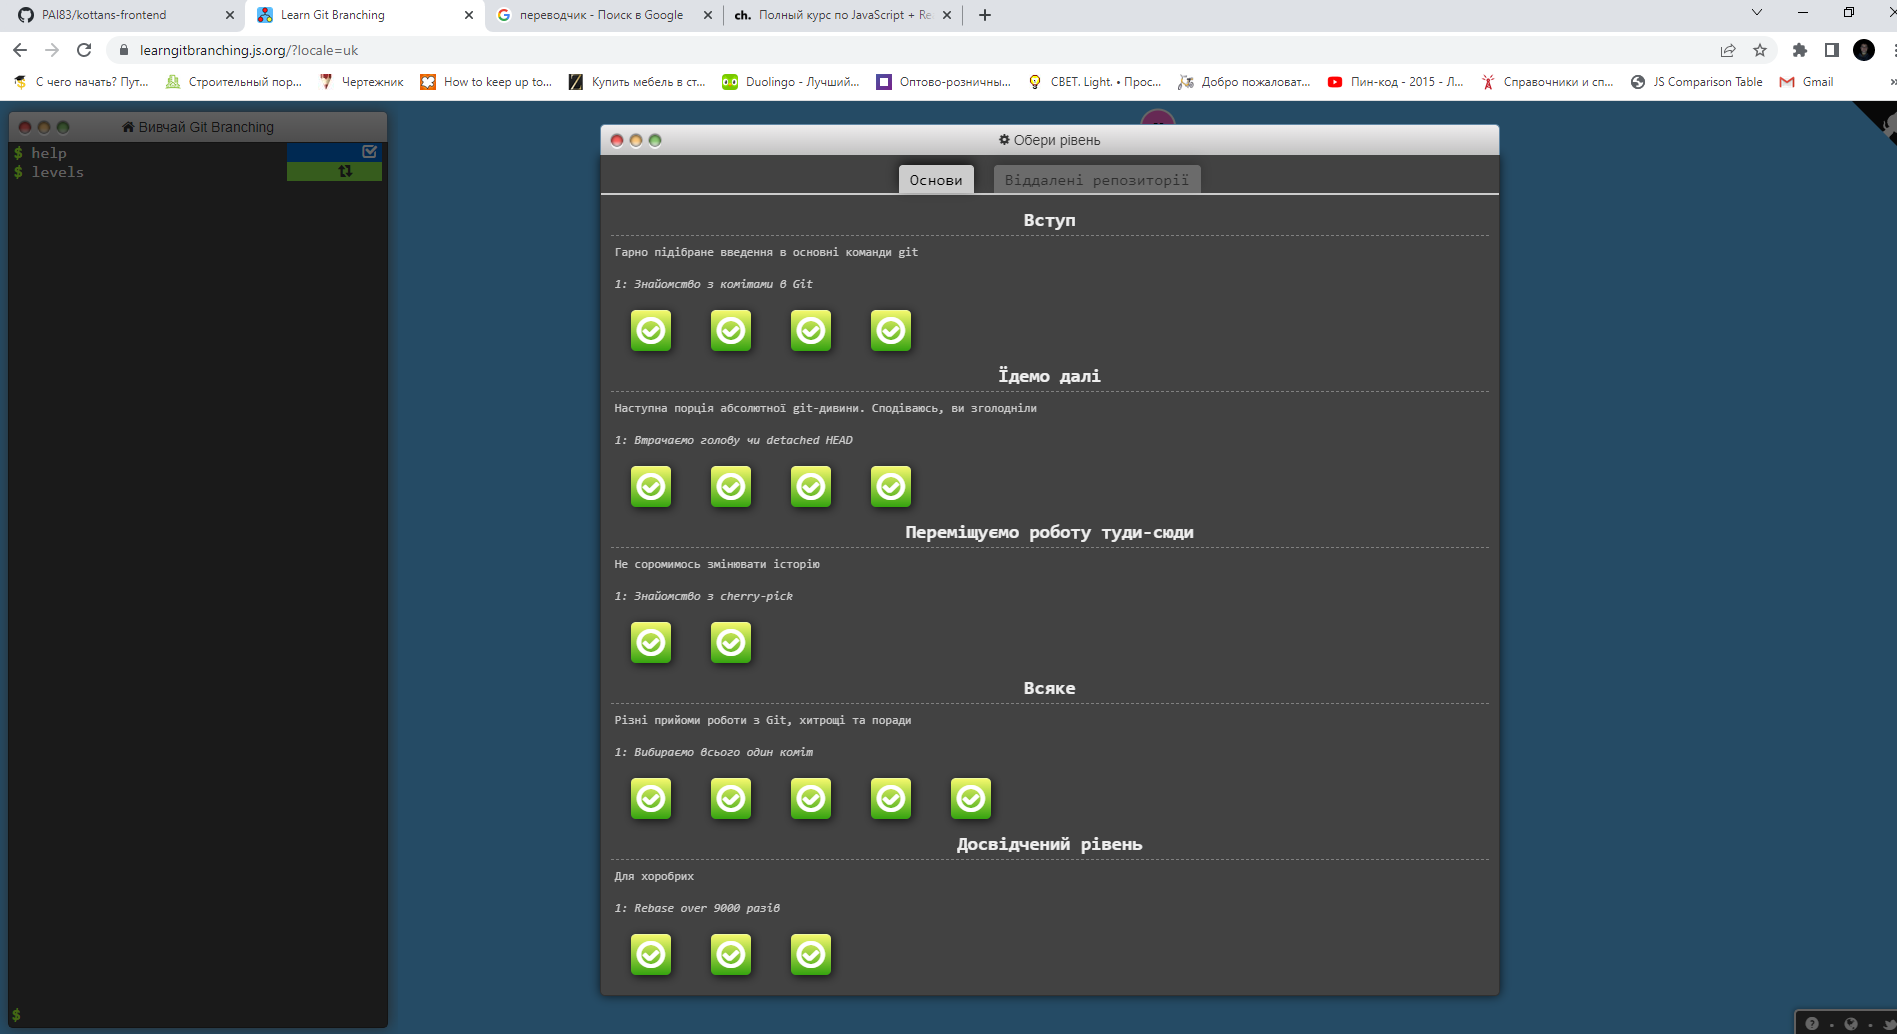 PAI83/kottans-frontend
Learn Git Branching
переводчик - Поиск в Google
ch. Полный курс по JavaScript + Re
learngitbranching.js.org/?locale=uk
С чего начать? Пут...
Строительный пор...
Чертежник
How to keep up to...
Купить мебель в ст...
Duolingo - Лучший...
Оптово-розничны...
СВЕТ. Light. • Прос...
Добро пожаловат...
Пин-код - 2015 - Л...
Справочники и сп...
JS Comparison Table
Gmail
Вивчай Git Branching
$ help
$ levels
$
Обери рівень
Основи
Віддалені репозиторії
Вступ
Гарно підібране введення в основні команди git
1: Знайомство з комітами в Git
Їдемо далі
Наступна порція абсолютної git-дивини. Сподіваюсь, ви зголодніли
1: Втрачаємо голову чи detached HEAD
Переміщуємо роботу туди-сюди
Не соромимось змінювати історію
1: Знайомство з cherry-pick
Всяке
Різні прийоми роботи з Git, хитрощі та поради
1: Вибираємо всього один коміт
Досвідчений рівень
Для хоробрих
1: Rebase over 9000 разів